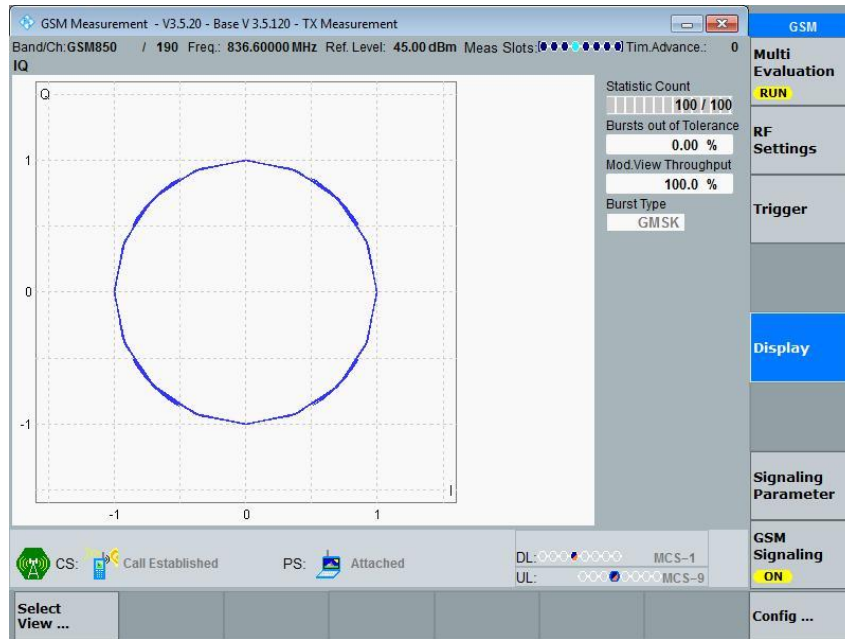 GSM Measurement - V3.5.20 - Base V 3.5.120 - TX Measurement
GSM
Band/Ch:GSM850 / 190 Freq.: 836.60000 MHz Ref. Level: 45.00 dBm Meas Slots: Tim.Advance.: 0
IQ
Multi
Evaluation
RUN
Statistic Count
100 / 100
Bursts out of Tolerance
0.00 %
Mod.View Throughput
100.0 %
Burst Type
GMSK
RF
Settings
Trigger
Display
Signaling
Parameter
GSM
Signaling
ON
Q
1
0
-1
I
-1 0 1
CS: Call Established PS: Attached DL: MCS-1
UL: MCS-9
Select
View ...
Config ...